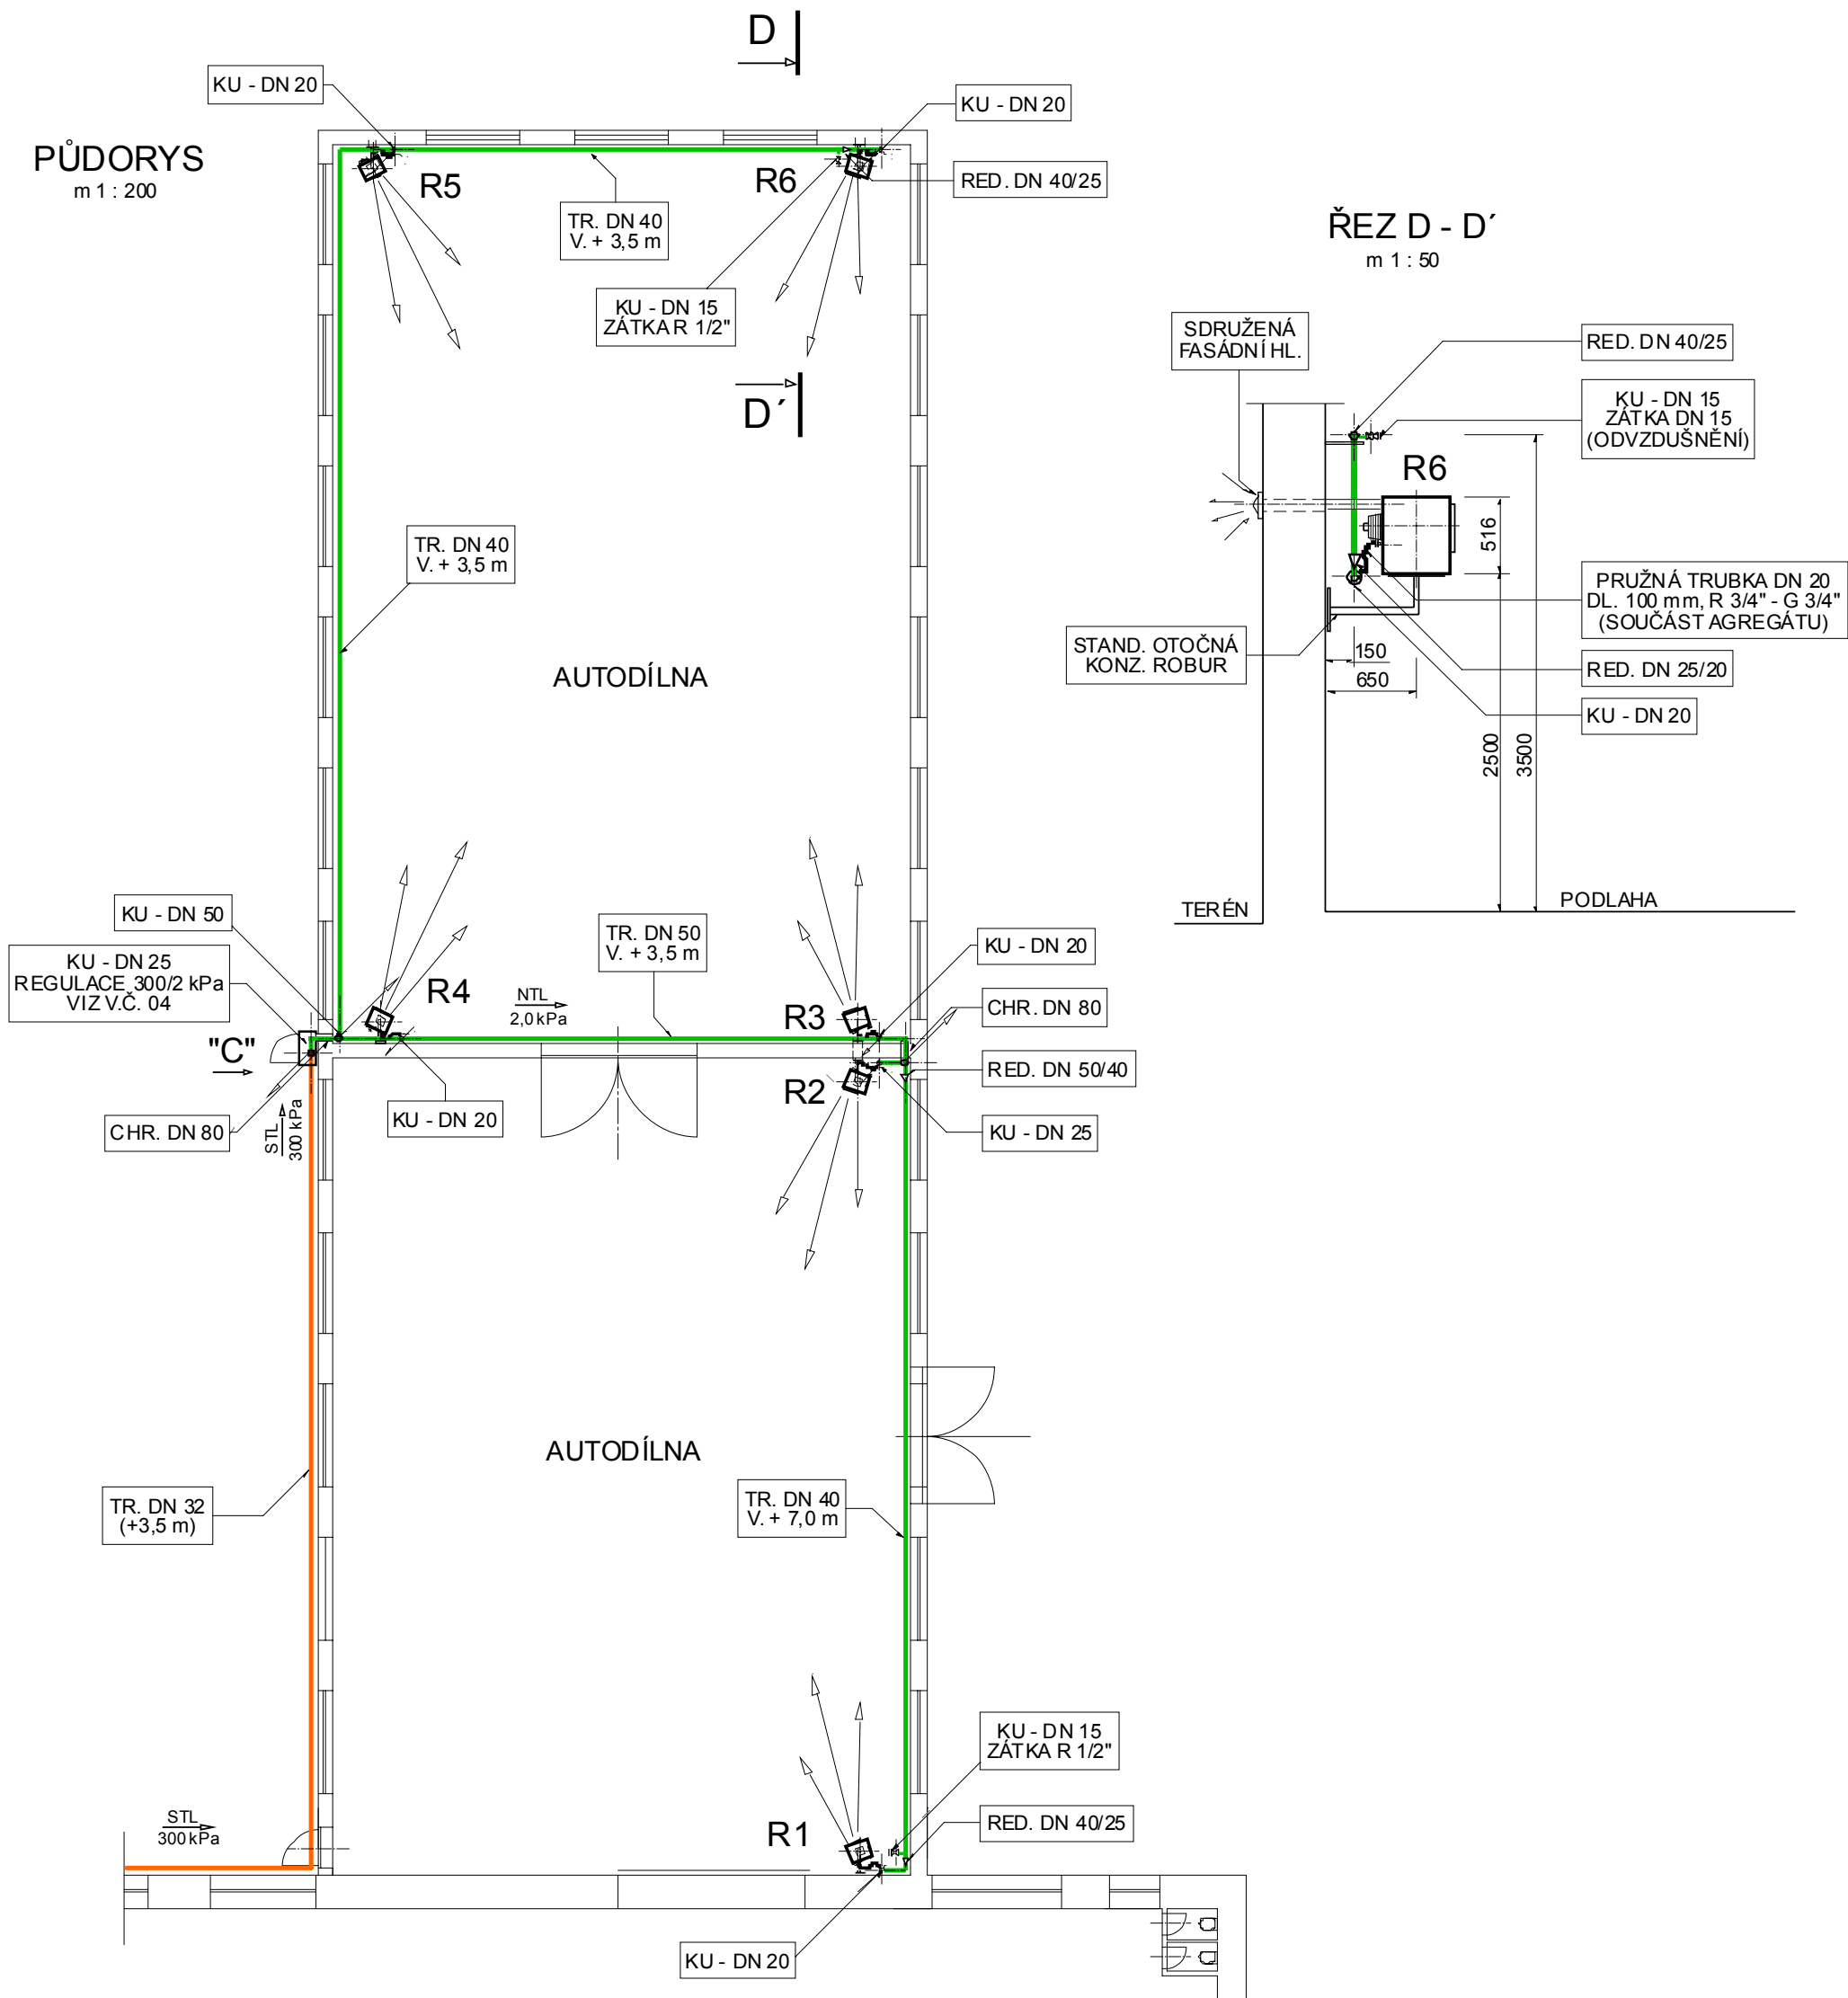 D
KU - DN 20
KU - DN 20
PŮDORYS
m 1 : 200
R5
R6
RED. DN 40/25
TR. DN 40
V. + 3,5 m
KU - DN 15
ZÁTKA R 1/2"
D´
ŘEZ D - D´
m 1 : 50
SDRUŽENÁ
FASÁDNÍ HL.
RED. DN 40/25
KU - DN 15
ZÁTKA DN 15
(ODVZDUŠNĚNÍ)
R6
516
PRUŽNÁ TRUBKA DN 20
DL. 100 mm, R 3/4" - G 3/4"
(SOUČÁST AGREGÁTU)
STAND. OTOČNÁ
KONZ. ROBUR
150
650
RED. DN 25/20
KU - DN 20
2500
3500
TERÉN
PODLAHA
TR. DN 40
V. + 3,5 m
AUTODÍLNA
KU - DN 50
KU - DN 25
REGULACE 300/2 kPa
VIZ V.Č. 04
"C"
CHR. DN 80
STL
300 kPa
R4
NTL
2,0 kPa
TR. DN 50
V. + 3,5 m
R3
KU - DN 20
CHR. DN 80
RED. DN 50/40
R2
KU - DN 25
KU - DN 20
AUTODÍLNA
TR. DN 32
(+3,5 m)
TR. DN 40
V. + 7,0 m
KU - DN 15
ZÁTKA R 1/2"
STL
300 kPa
R1
RED. DN 40/25
KU - DN 20